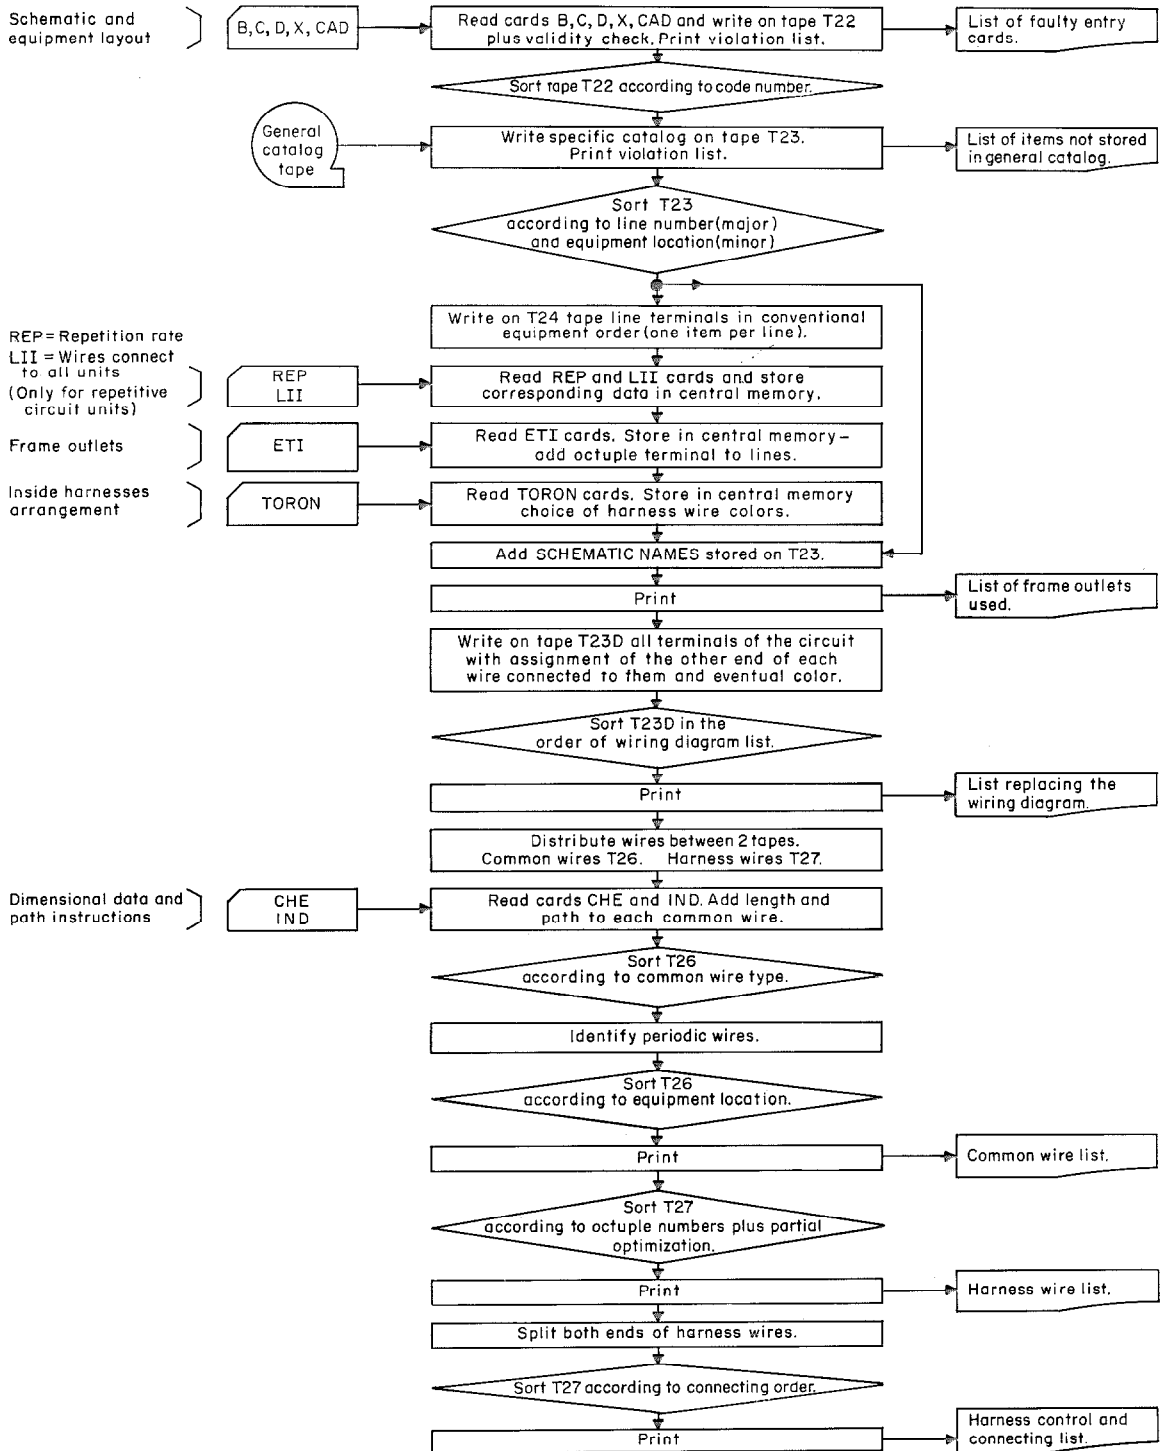 Schematic and
equipment layout
B, C, D, X, CAD
Read cards B, C, D, X, CAD and write on tape T22
plus validity check. Print violation list.
List of faulty entry
cards.
Sort tape T22 according to code number.
General
catalog
tape
Write specific catalog on tape T23.
Print violation list.
List of items not stored
in general catalog.
Sort T23
according to line number(major)
and equipment location(minor)
Write on T24 tape line terminals in conventional
equipment order(one item per line).
REP = Repetition rate
LII = Wires connect
to all units
(Only for repetitive
circuit units)
REP
LII
Read REP and LII cards and store
corresponding data in central memory.
Frame outlets
ETI
Read ETI cards. Store in central memory–
add octuple terminal to lines.
Inside harnesses
arrangement
TORON
Read TORON cards. Store in central memory
choice of harness wire colors.
Add SCHEMATIC NAMES stored on T23.
Print
List of frame outlets
used.
Write on tape T23D all terminals of the circuit
with assignment of the other end of each
wire connected to them and eventual color.
Sort T23D in the
order of wiring diagram list.
Print
List replacing the
wiring diagram.
Distribute wires between 2 tapes.
Common wires T26. Harness wires T27.
Dimensional data and
path instructions
CHE
IND
Read cards CHE and IND. Add length and
path to each common wire.
Sort T26
according to common wire type.
Identify periodic wires.
Sort T26
according to equipment location.
Print
Common wire list.
Sort T27
according to octuple numbers plus partial
optimization.
Print
Harness wire list.
Split both ends of harness wires.
Sort T27 according to connecting order.
Print
Harness control and
connecting list.